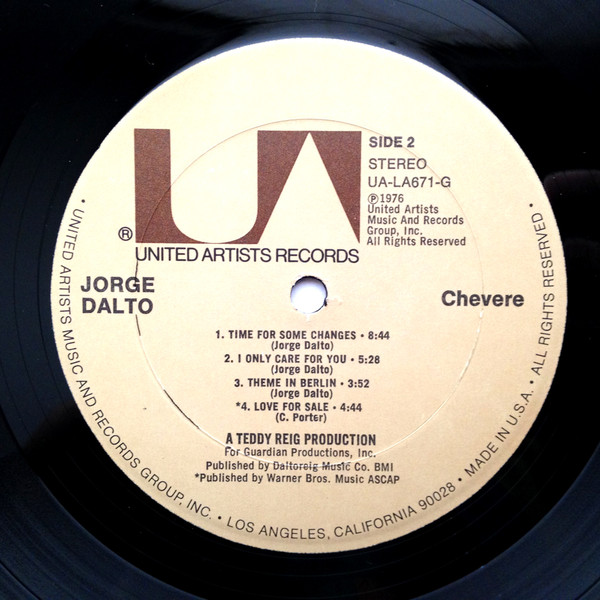 UA
SIDE 2
STEREO
UA-LA671-G
Ⓟ1976
United Artists
Music And Records
Group, Inc.
All Rights Reserved
®
UNITED ARTISTS RECORDS
JORGE
DALTO
Chevere
1. TIME FOR SOME CHANGES • 8:44
(Jorge Dalto)
2. I ONLY CARE FOR YOU • 5:28
(Jorge Dalto)
3. THEME IN BERLIN • 3:52
(Jorge Dalto)
*4. LOVE FOR SALE • 4:44
(C. Porter)
A TEDDY REIG PRODUCTION
For Guardian Productions, Inc.
Published by Daltoreig Music Co. BMI
*Published by Warner Bros. Music ASCAP
• UNITED ARTISTS MUSIC AND RECORDS GROUP, INC. • LOS ANGELES, CALIFORNIA 90028 • MADE IN U.S.A. • ALL RIGHTS RESERVED •